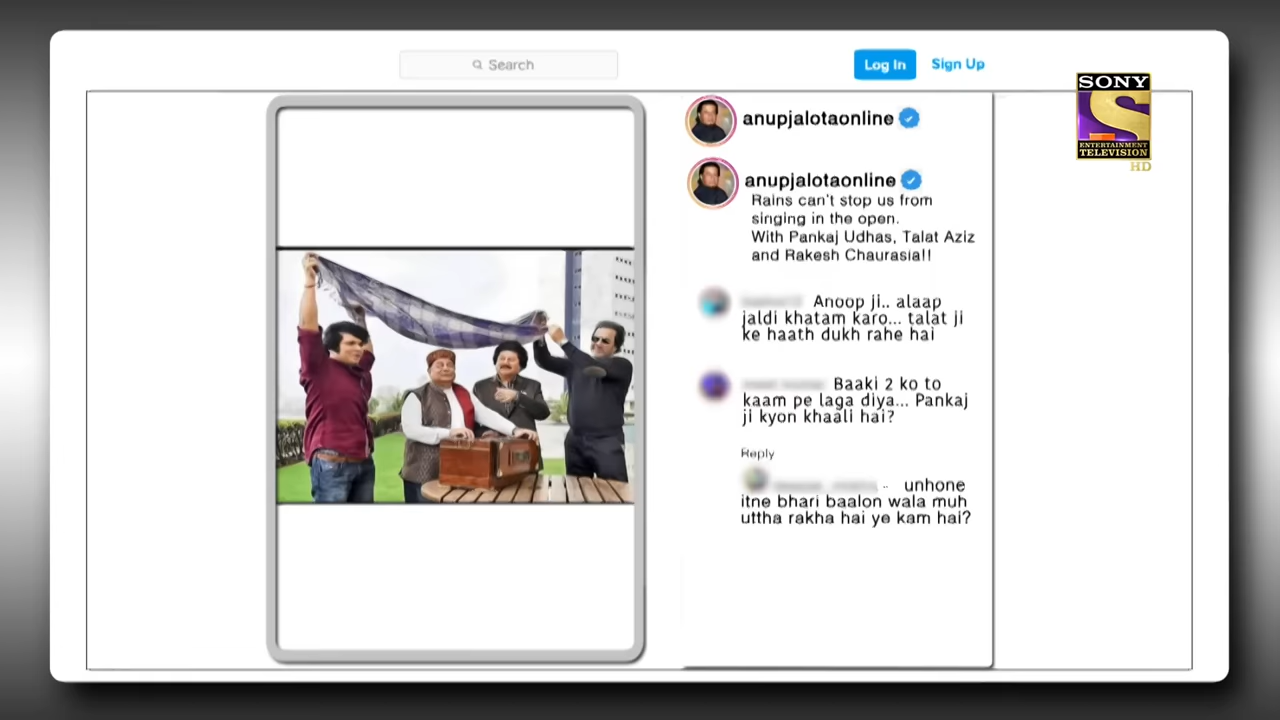 Search
Log In
Sign Up
SONY
ENTERTAINMENT
TELEVISION
HD
anupjalotaonline
anupjalotaonline
Rains can't stop us from
singing in the open.
With Pankaj Udhas, Talat Aziz
and Rakesh Chaurasia!!
Anoop ji.. alaap
jaldi khatam karo... talat ji
ke haath dukh rahe hai
Baaki 2 ko to
kaam pe laga diya... Pankaj
ji kyon khaali hai?
Reply
.. unhone
itne bhari baalon wala muh
uttha rakha hai ye kam hai?